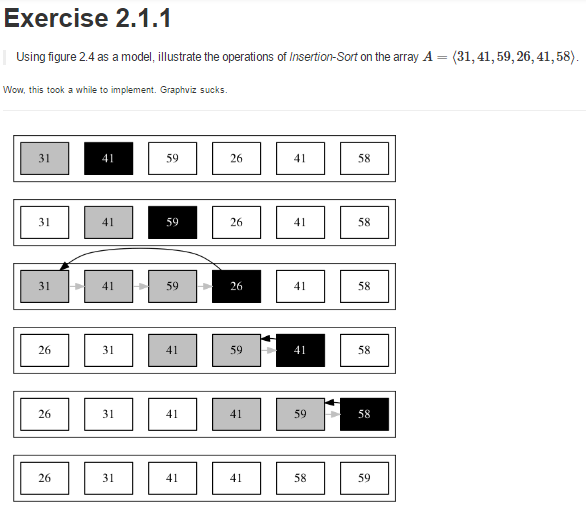 Exercise 2.1.1
Using figure 2.4 as a model, illustrate the operations of Insertion-Sort on the array A = ⟨31, 41, 59, 26, 41, 58⟩.
Wow, this took a while to implement. Graphviz sucks.
31 41 59 26 41 58
31 41 59 26 41 58
31 41 59 26 41 58
26 31 41 59 41 58
26 31 41 41 59 58
26 31 41 41 58 59